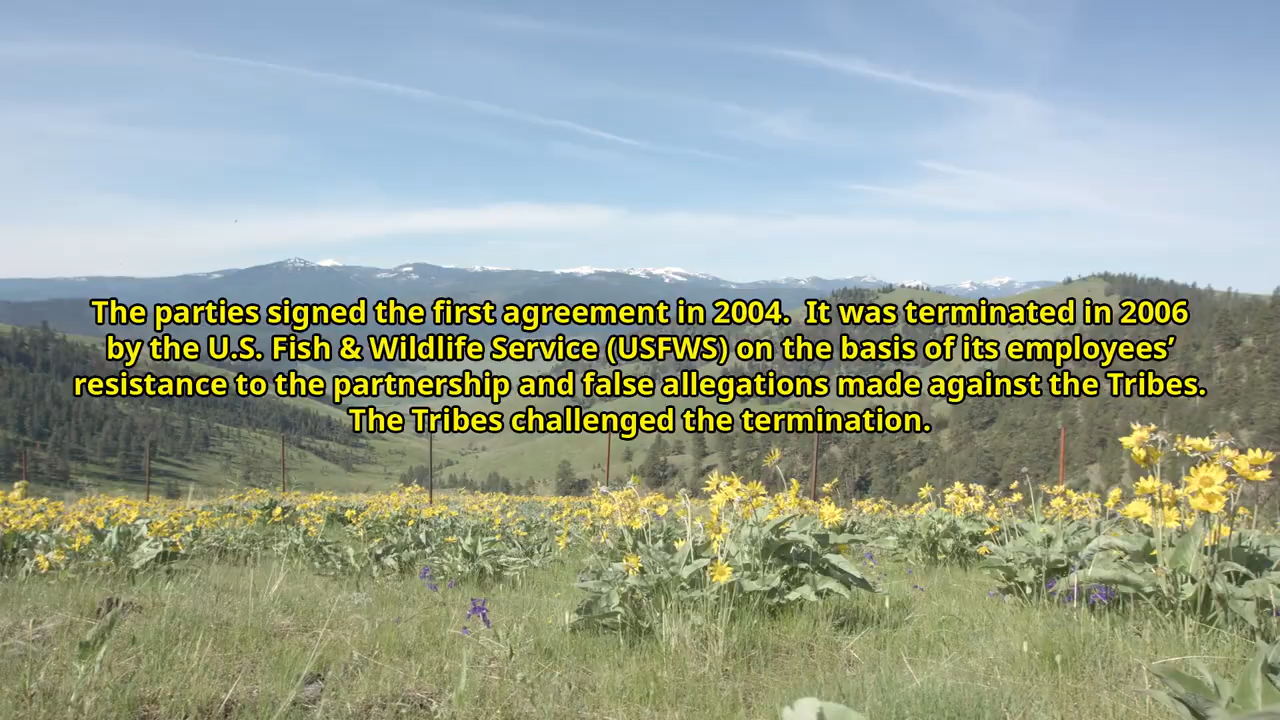 The parties signed the first agreement in 2004.  It was terminated in 2006
by the U.S. Fish & Wildlife Service (USFWS) on the basis of its employees’
resistance to the partnership and false allegations made against the Tribes.
The Tribes challenged the termination.